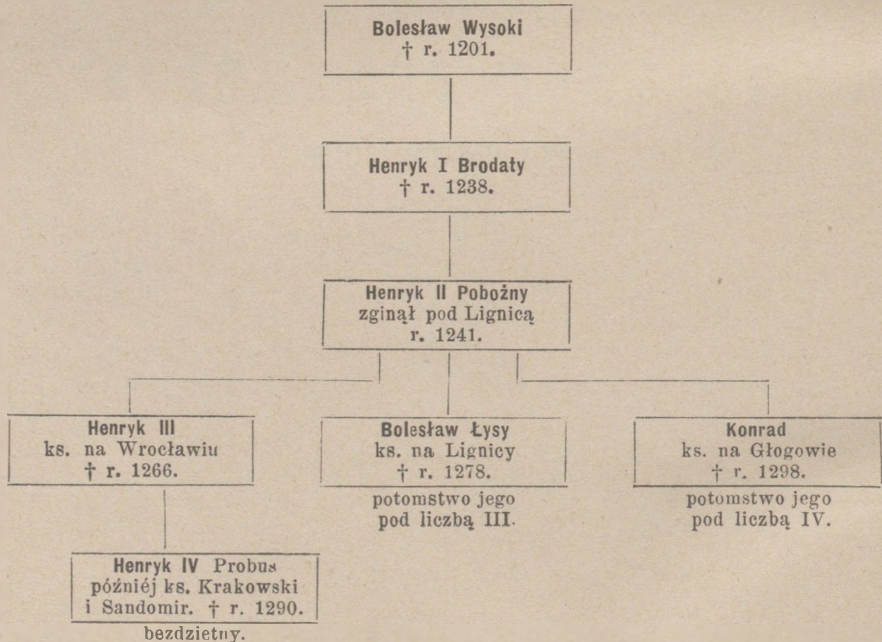 Bolesław Wysoki
† r. 1201.
Henryk I Brodaty
† r. 1238.
Henryk II Pobożny
zginął pod Lignicą
r. 1241.
Henryk III
ks. na Wrocławiu
† r. 1266.
Bolesław Łysy
ks. na Lignicy
† r. 1278.
potomstwo jego
pod liczbą III.
Konrad
ks. na Głogowie
† r. 1298.
potomstwo jego
pod liczbą IV.
Henryk IV Probus
późniéj ks. Krakowski
i Sandomir. † r. 1290.
bezdzietny.